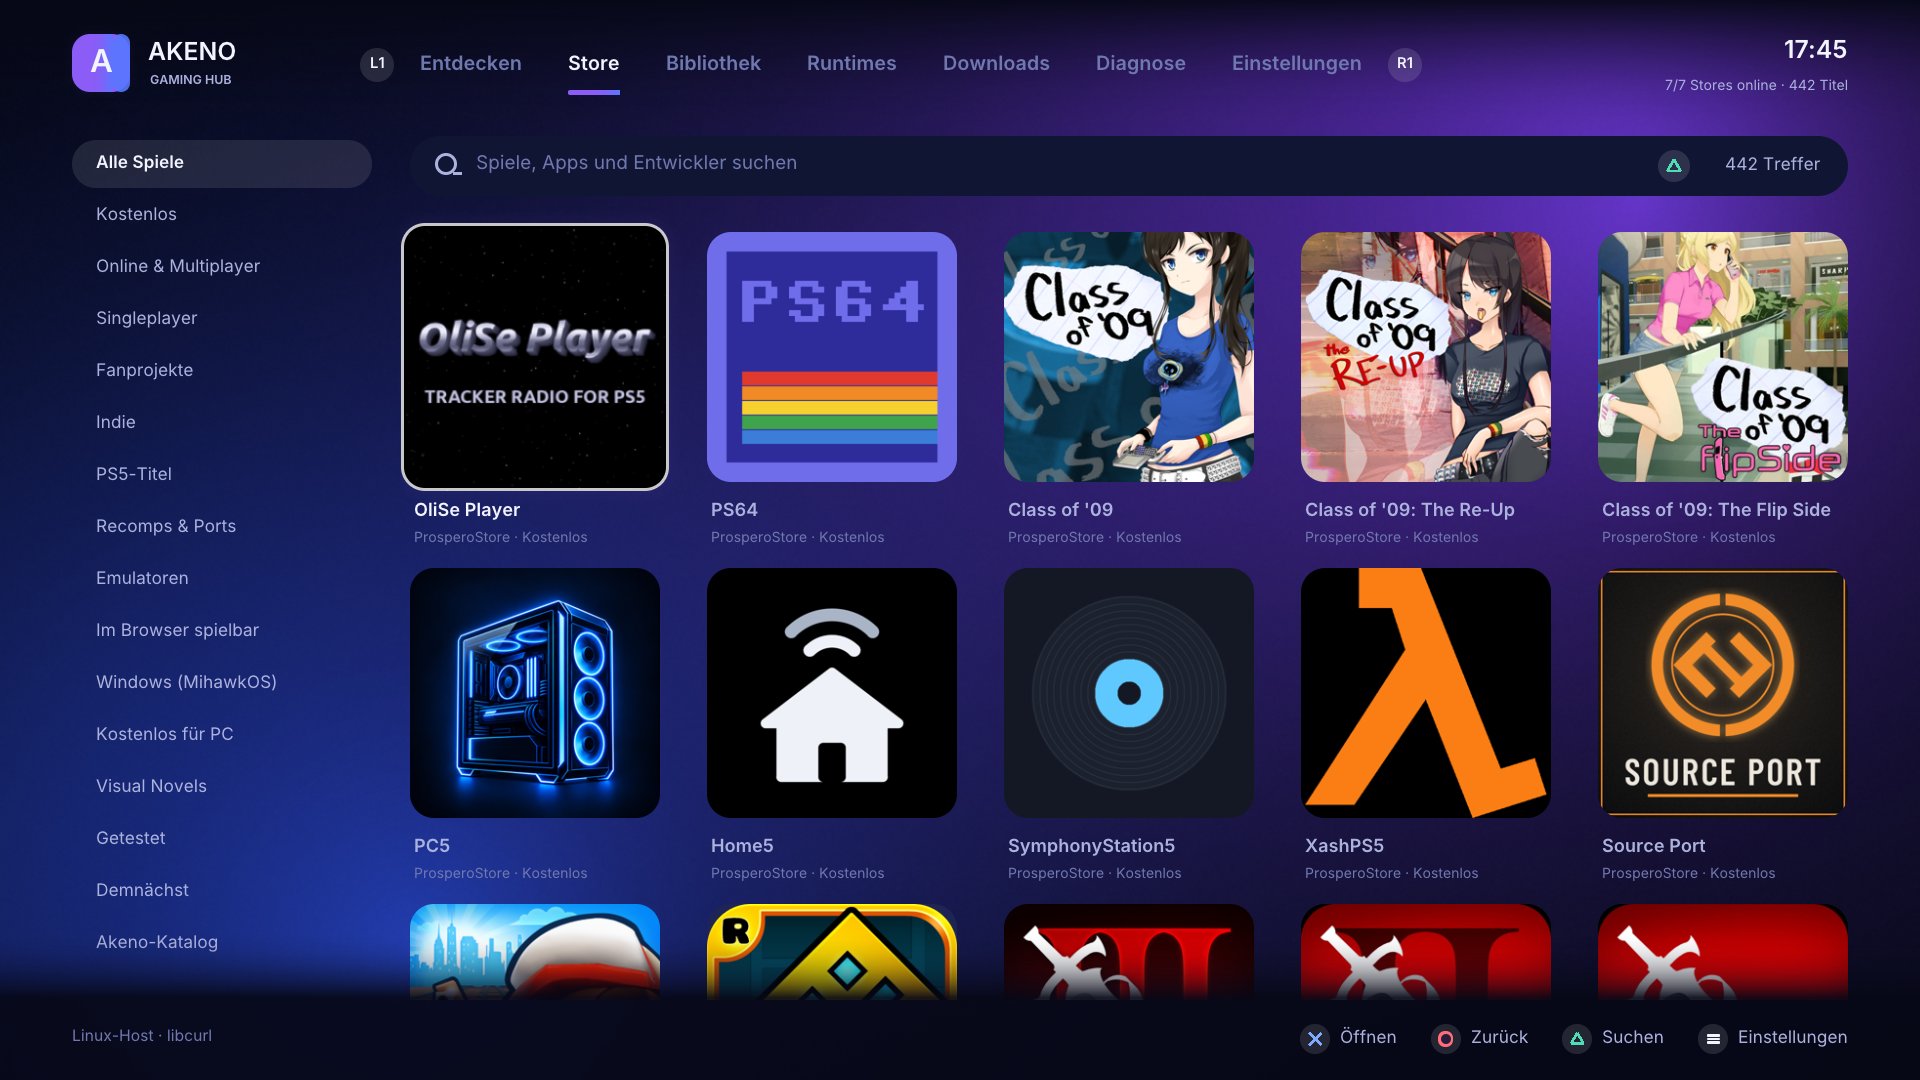 A
AKENO
GAMING HUB
L1
Entdecken
Store
Bibliothek
Runtimes
Downloads
Diagnose
Einstellungen
R1
17:45
7/7 Stores online · 442 Titel
Spiele, Apps und Entwickler suchen
442 Treffer
Alle Spiele
Kostenlos
Online & Multiplayer
Singleplayer
Fanprojekte
Indie
PS5-Titel
Recomps & Ports
Emulatoren
Im Browser spielbar
Windows (MihawkOS)
Kostenlos für PC
Visual Novels
Getestet
Demnächst
Akeno-Katalog
OliSe Player
TRACKER RADIO FOR PS5
OliSe Player
ProsperoStore · Kostenlos
PS64
PS64
ProsperoStore · Kostenlos
Class
of '09
Class
Class of '09
ProsperoStore · Kostenlos
Class
of '09
the
RE-UP
Class of '09: The Re-Up
ProsperoStore · Kostenlos
SHARP
Class
of '09
The
flipSide
Class of '09: The Flip Side
ProsperoStore · Kostenlos
PC5
ProsperoStore · Kostenlos
Home5
ProsperoStore · Kostenlos
SymphonyStation5
ProsperoStore · Kostenlos
XashPS5
ProsperoStore · Kostenlos
SOURCE PORT
Source Port
ProsperoStore · Kostenlos
R
II
II
Linux-Host · libcurl
Öffnen
Zurück
Suchen
Einstellungen